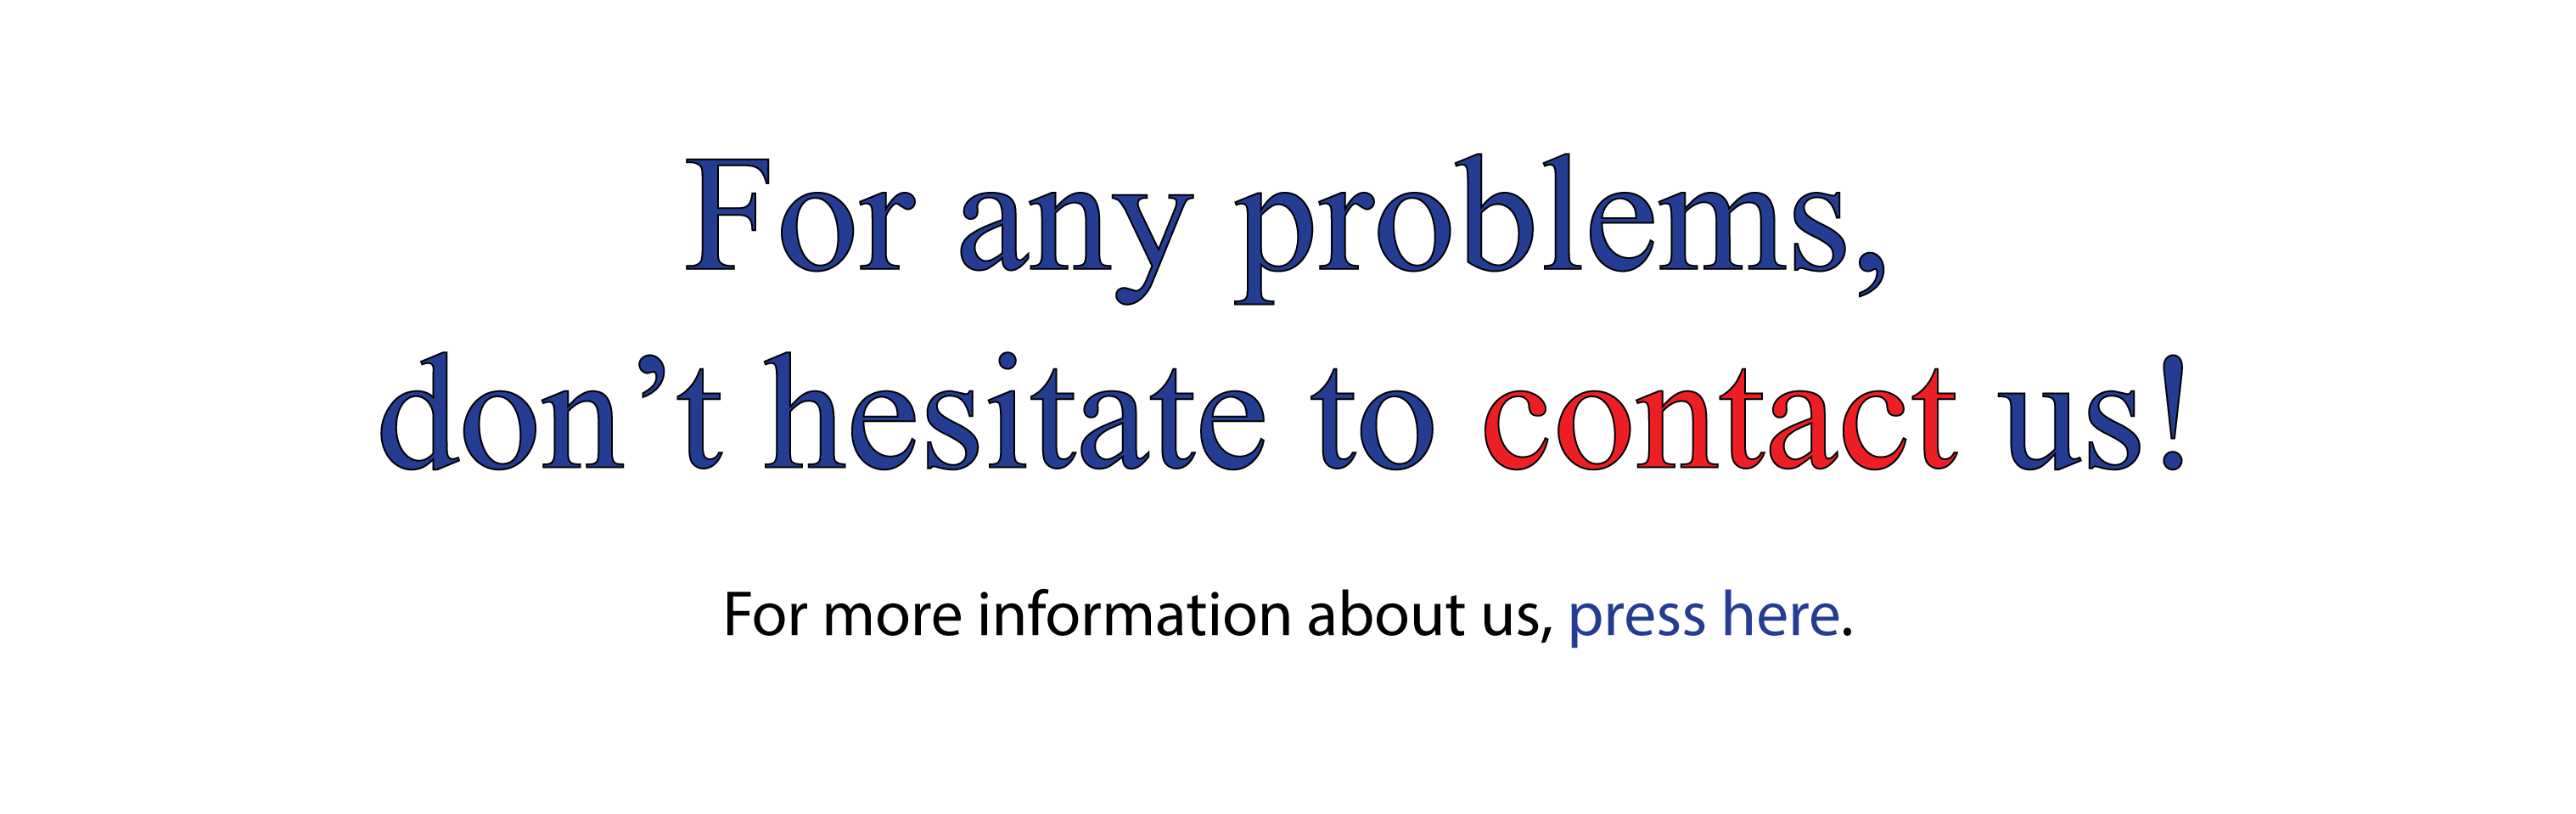 For any problems,
don’t hesitate to contact us!
For more information about us, press here.